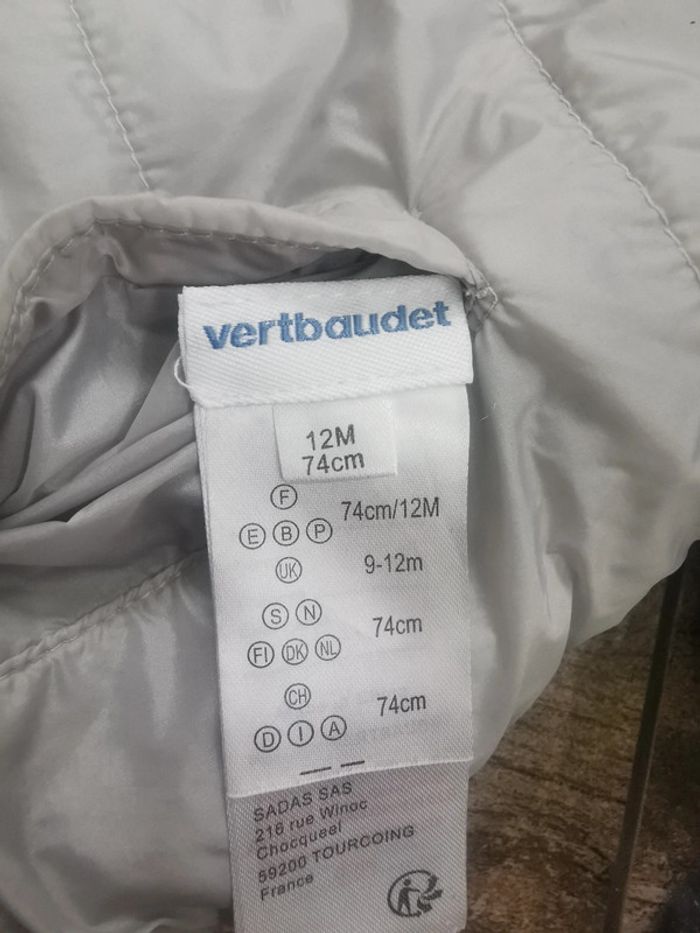 vertbaudet
12M
74cm
F
74cm/12M
E B P
UK
9-12m
S N
74cm
FI DK NL
CH
74cm
D I A
SADAS SAS
216 rue Winoc
Chocqueel
59200 TOURCOING
France